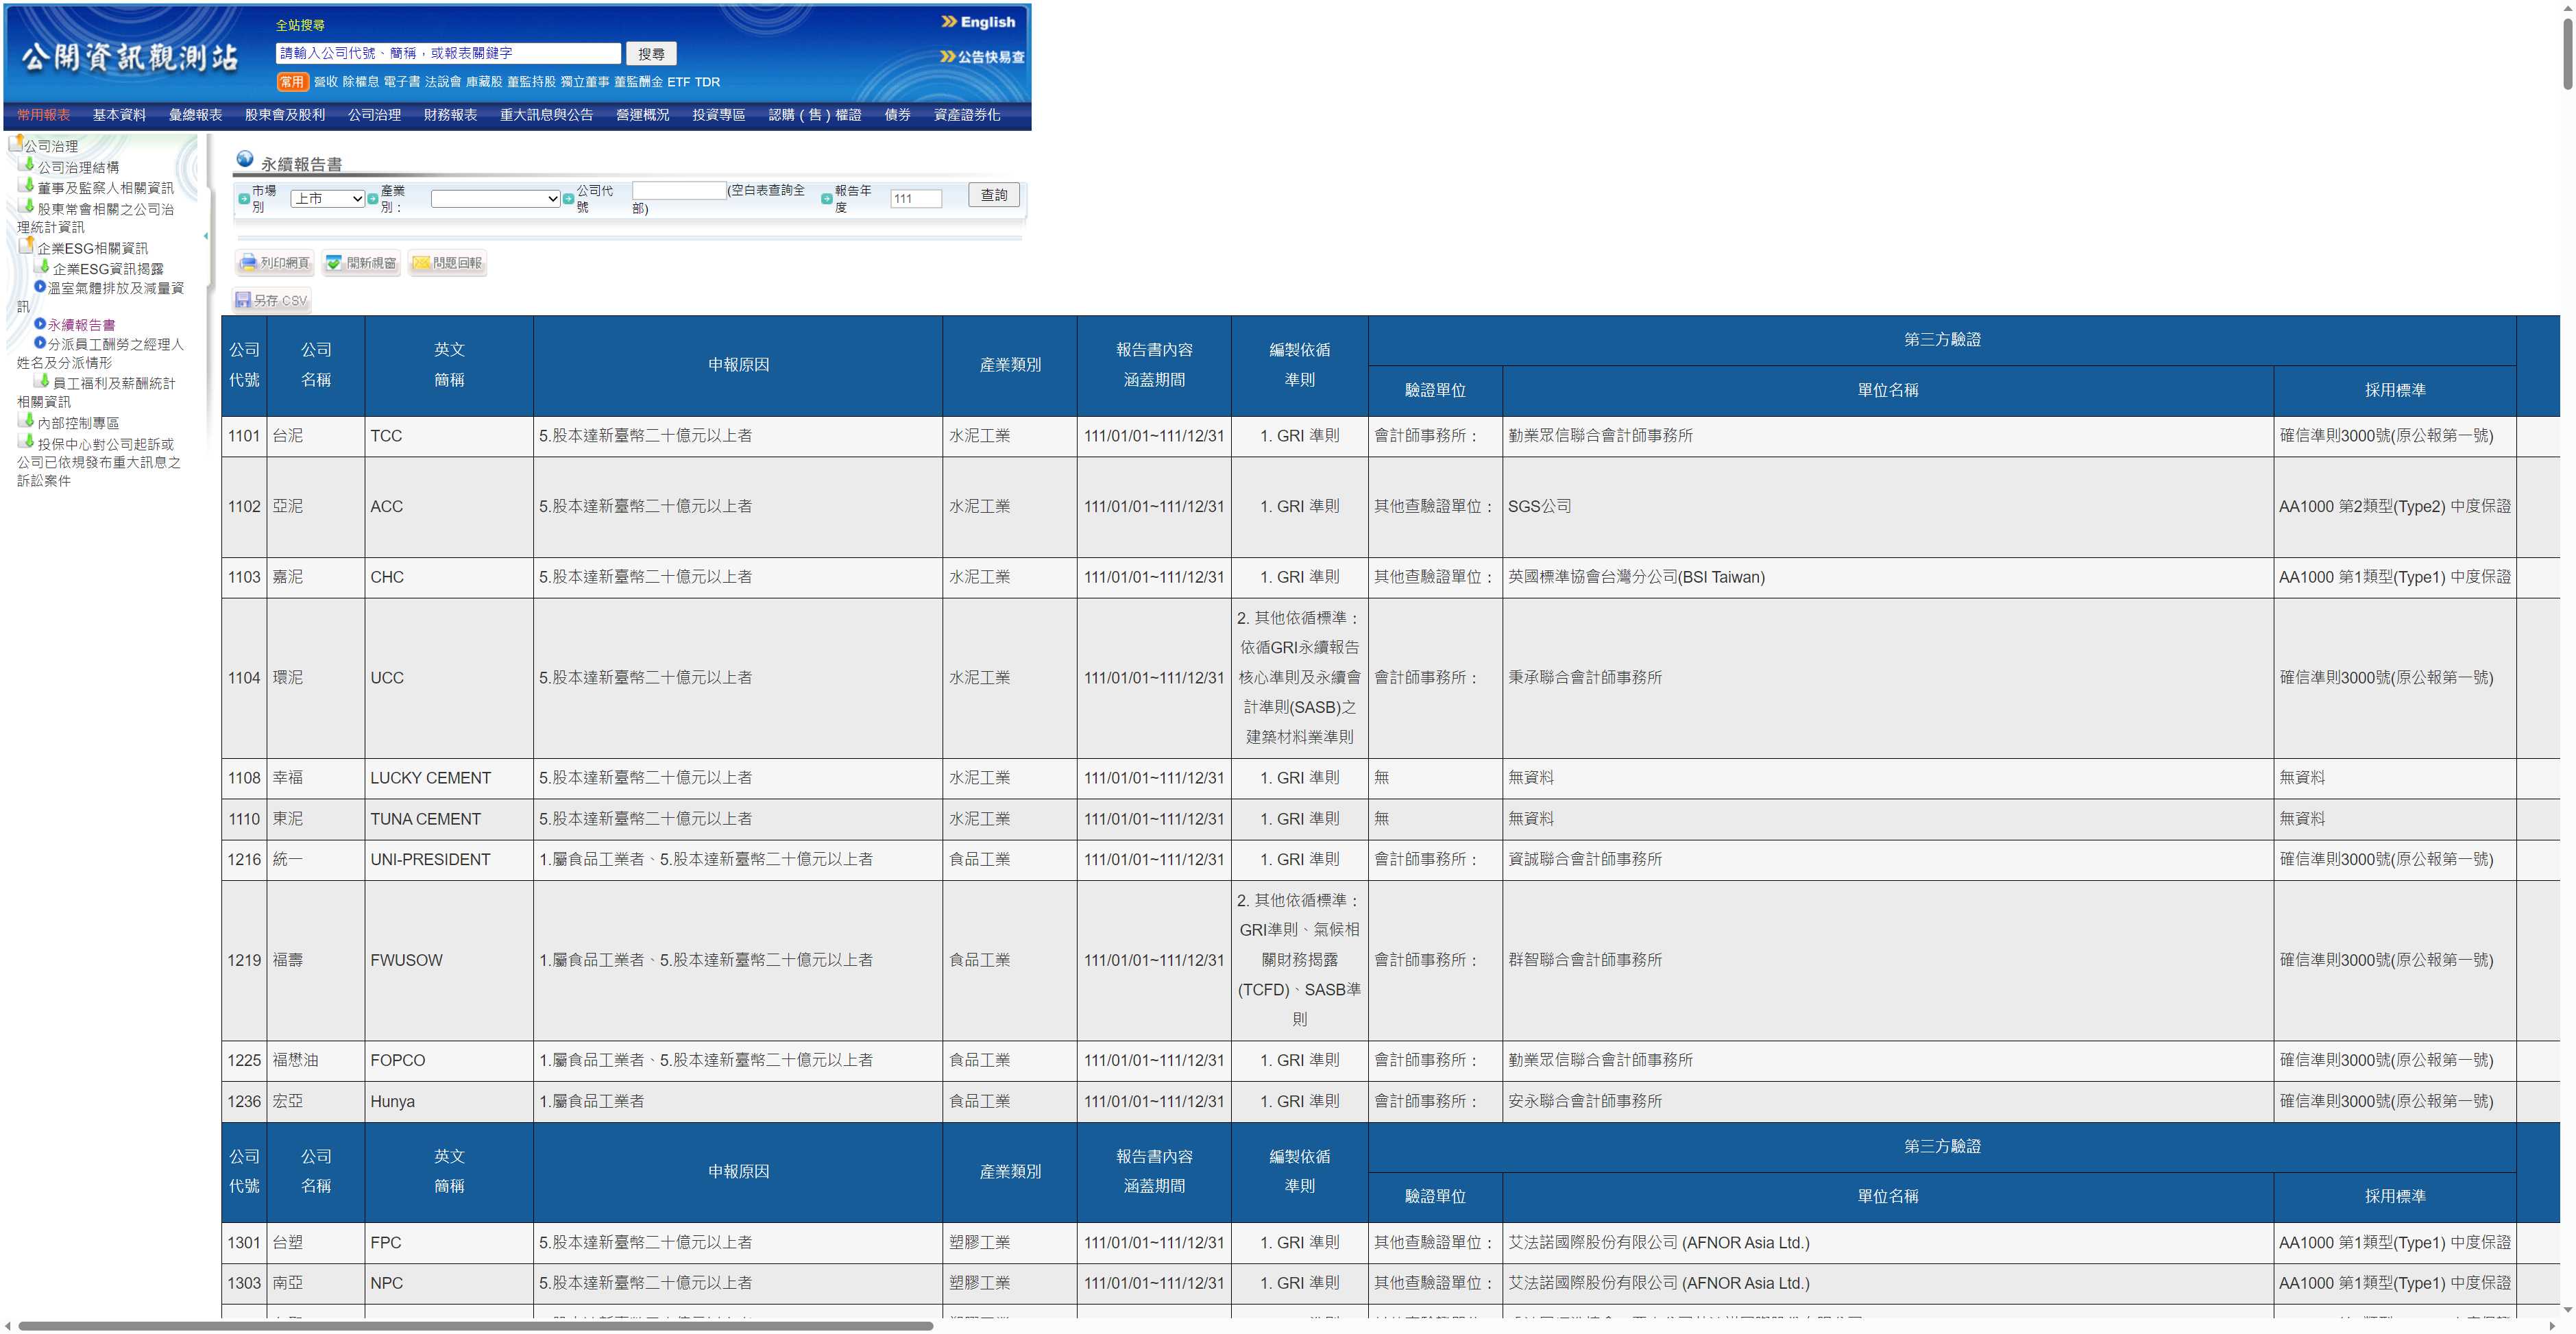 全站搜尋
English
公開資訊觀測站
請輸入公司代號、簡稱，或報表關鍵字 搜尋
公告快易查
常用 營收 除權息 電子書 法說會 庫藏股 董監持股 獨立董事 董監酬金 ETF TDR
常用報表 基本資料 彙總報表 股東會及股利 公司治理 財務報表 重大訊息與公告 營運概況 投資專區 認購（售）權證 債券 資產證券化
公司治理
公司治理結構
董事及監察人相關資訊
股東常會相關之公司治
理統計資訊
企業ESG相關資訊
企業ESG資訊揭露
溫室氣體排放及減量資
訊
永續報告書
分派員工酬勞之經理人
姓名及分派情形
員工福利及薪酬統計
相關資訊
內部控制專區
投保中心對公司起訴或
公司已依規發布重大訊息之
訴訟案件
永續報告書
市場別 上市 產業別： 公司代號 (空白表查詢全部) 報告年度 111 查詢
列印網頁 開新視窗 問題回報
另存 CSV
公司代號 公司名稱 英文簡稱 申報原因 產業類別 報告書內容涵蓋期間 編製依循準則 第三方驗證
驗證單位 單位名稱 採用標準
1101 台泥 TCC 5.股本達新臺幣二十億元以上者 水泥工業 111/01/01~111/12/31 1. GRI 準則 會計師事務所： 勤業眾信聯合會計師事務所 確信準則3000號(原公報第一號)
1102 亞泥 ACC 5.股本達新臺幣二十億元以上者 水泥工業 111/01/01~111/12/31 1. GRI 準則 其他查驗證單位： SGS公司 AA1000 第2類型(Type2) 中度保證
1103 嘉泥 CHC 5.股本達新臺幣二十億元以上者 水泥工業 111/01/01~111/12/31 1. GRI 準則 其他查驗證單位： 英國標準協會台灣分公司(BSI Taiwan) AA1000 第1類型(Type1) 中度保證
1104 環泥 UCC 5.股本達新臺幣二十億元以上者 水泥工業 111/01/01~111/12/31 2. 其他依循標準：依循GRI永續報告核心準則及永續會計準則(SASB)之建築材料業準則 會計師事務所： 秉承聯合會計師事務所 確信準則3000號(原公報第一號)
1108 幸福 LUCKY CEMENT 5.股本達新臺幣二十億元以上者 水泥工業 111/01/01~111/12/31 1. GRI 準則 無 無資料 無資料
1110 東泥 TUNA CEMENT 5.股本達新臺幣二十億元以上者 水泥工業 111/01/01~111/12/31 1. GRI 準則 無 無資料 無資料
1216 統一 UNI-PRESIDENT 1.屬食品工業者、5.股本達新臺幣二十億元以上者 食品工業 111/01/01~111/12/31 1. GRI 準則 會計師事務所： 資誠聯合會計師事務所 確信準則3000號(原公報第一號)
1219 福壽 FWUSOW 1.屬食品工業者、5.股本達新臺幣二十億元以上者 食品工業 111/01/01~111/12/31 2. 其他依循標準：GRI準則、氣候相關財務揭露(TCFD)、SASB準則 會計師事務所： 群智聯合會計師事務所 確信準則3000號(原公報第一號)
1225 福懋油 FOPCO 1.屬食品工業者、5.股本達新臺幣二十億元以上者 食品工業 111/01/01~111/12/31 1. GRI 準則 會計師事務所： 勤業眾信聯合會計師事務所 確信準則3000號(原公報第一號)
1236 宏亞 Hunya 1.屬食品工業者 食品工業 111/01/01~111/12/31 1. GRI 準則 會計師事務所： 安永聯合會計師事務所 確信準則3000號(原公報第一號)
公司代號 公司名稱 英文簡稱 申報原因 產業類別 報告書內容涵蓋期間 編製依循準則 第三方驗證
驗證單位 單位名稱 採用標準
1301 台塑 FPC 5.股本達新臺幣二十億元以上者 塑膠工業 111/01/01~111/12/31 1. GRI 準則 其他查驗證單位： 艾法諾國際股份有限公司 (AFNOR Asia Ltd.) AA1000 第1類型(Type1) 中度保證
1303 南亞 NPC 5.股本達新臺幣二十億元以上者 塑膠工業 111/01/01~111/12/31 1. GRI 準則 其他查驗證單位： 艾法諾國際股份有限公司 (AFNOR Asia Ltd.) AA1000 第1類型(Type1) 中度保證